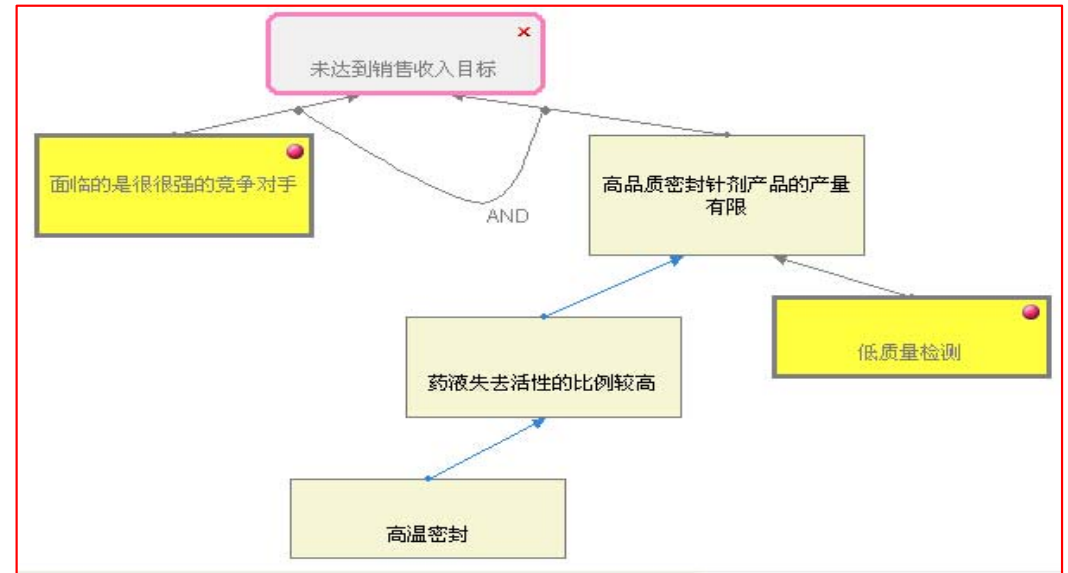 未达到销售收入目标
面临的是很很强的竞争对手
高品质密封针剂产品的产量
有限
AND
低质量检测
药液失去活性的比例较高
高温密封